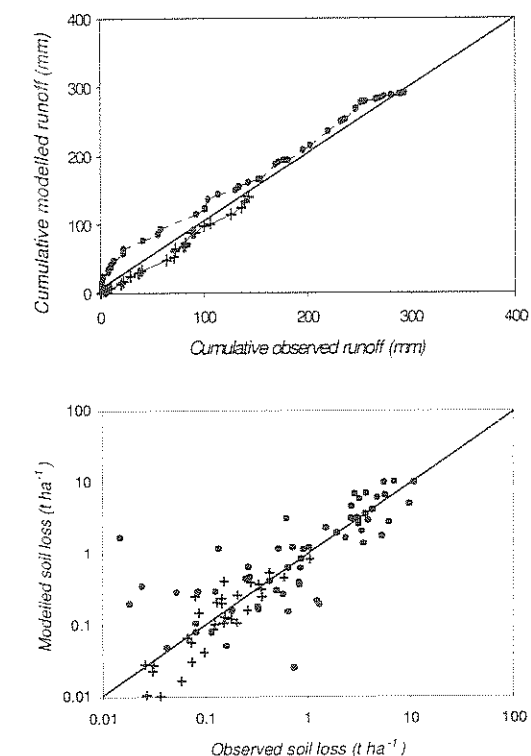 400
300
200
100
0
Cumulative modelled runoff (mm)
0 100 200 300 400
Cumulative observed runoff (mm)
100
10
1
0.1
0.01
Modelled soil loss (t ha⁻¹)
0.01 0.1 1 10 100
Observed soil loss (t ha⁻¹)